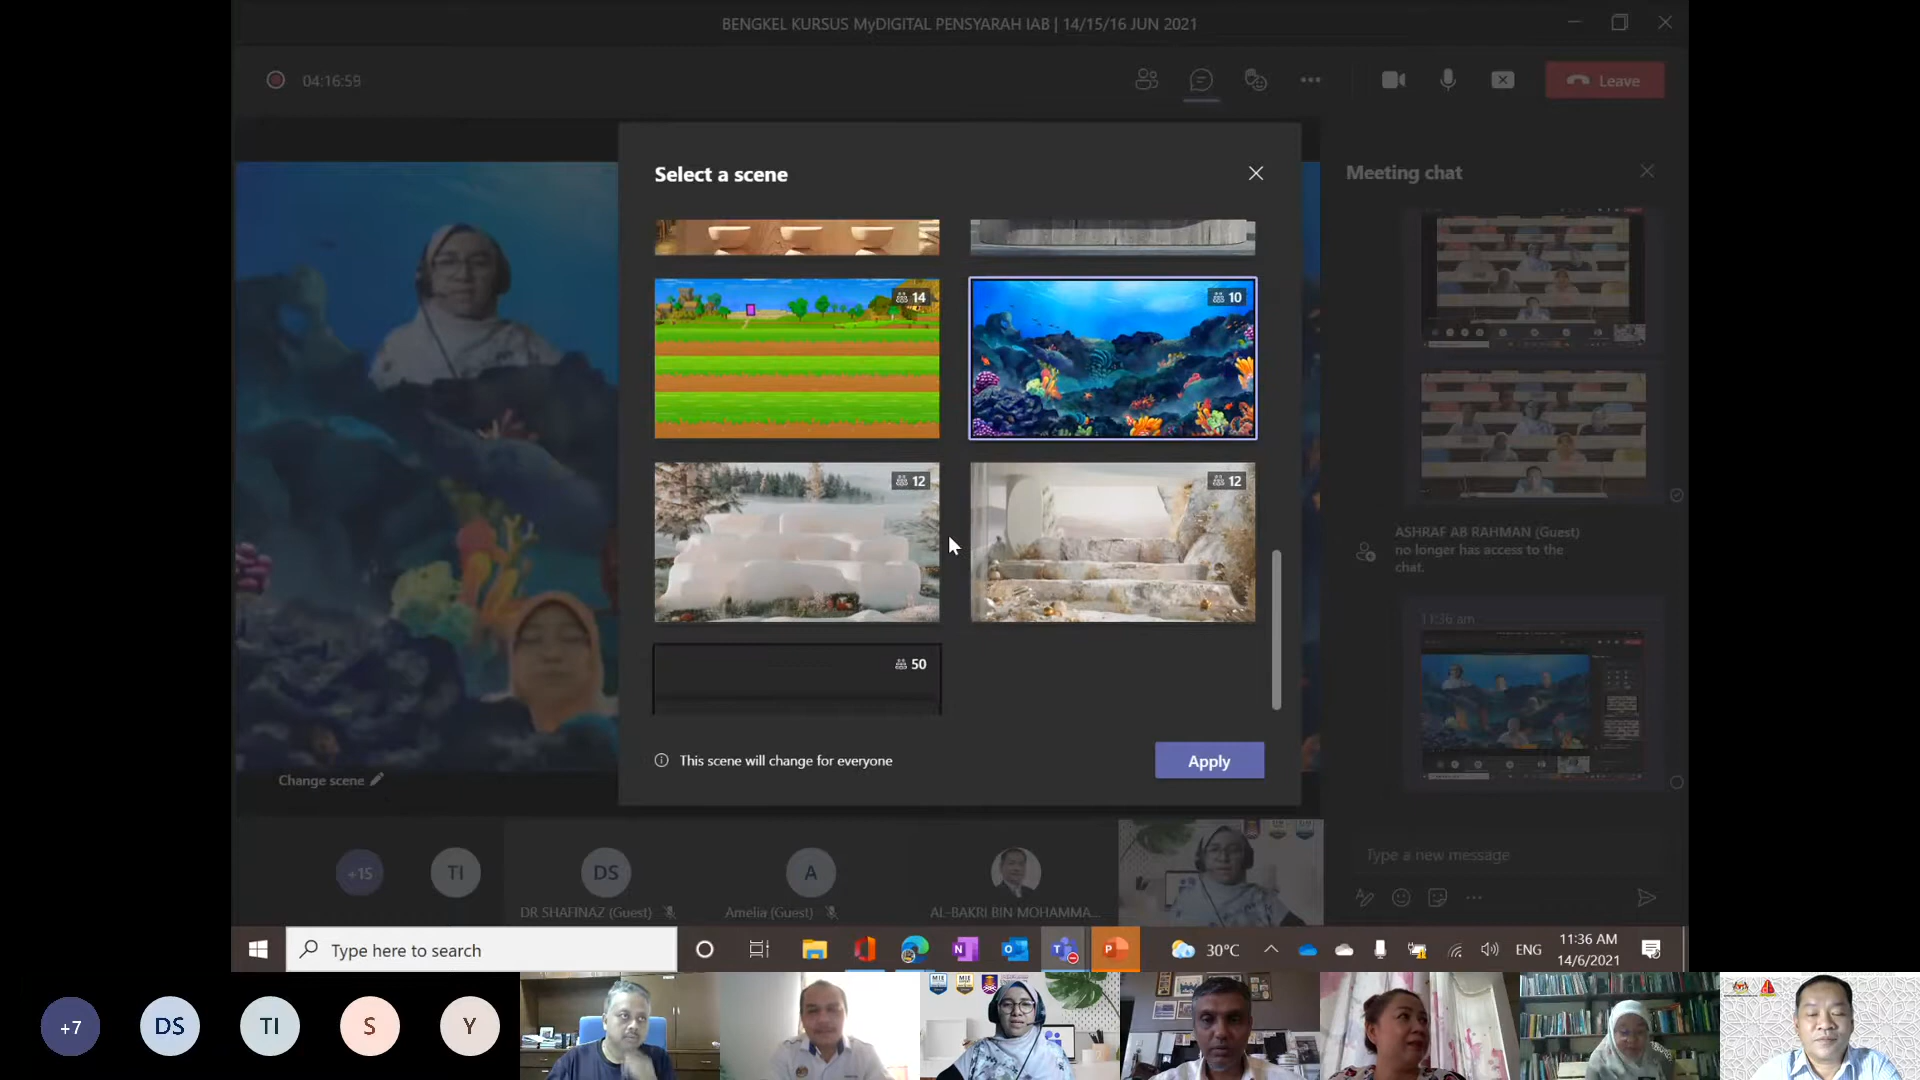 BENGKEL KURSUS MyDIGITAL PENSYARAH IAB | 14/15/16 JUN 2021
04:16:59
Leave
Select a scene
Meeting chat
14
10
12
12
50
ASHRAF AB RAHMAN (Guest)
no longer has access to the
chat.
11:36 am
This scene will change for everyone
Apply
Change scene
Type a new message
+15
TI
DS
A
DR SHAFINAZ (Guest)
Amelia (Guest)
AL-BAKRI BIN MOHAMMA...
Type here to search
30°C
ENG
11:36 AM
14/6/2021
+7
DS
TI
S
Y